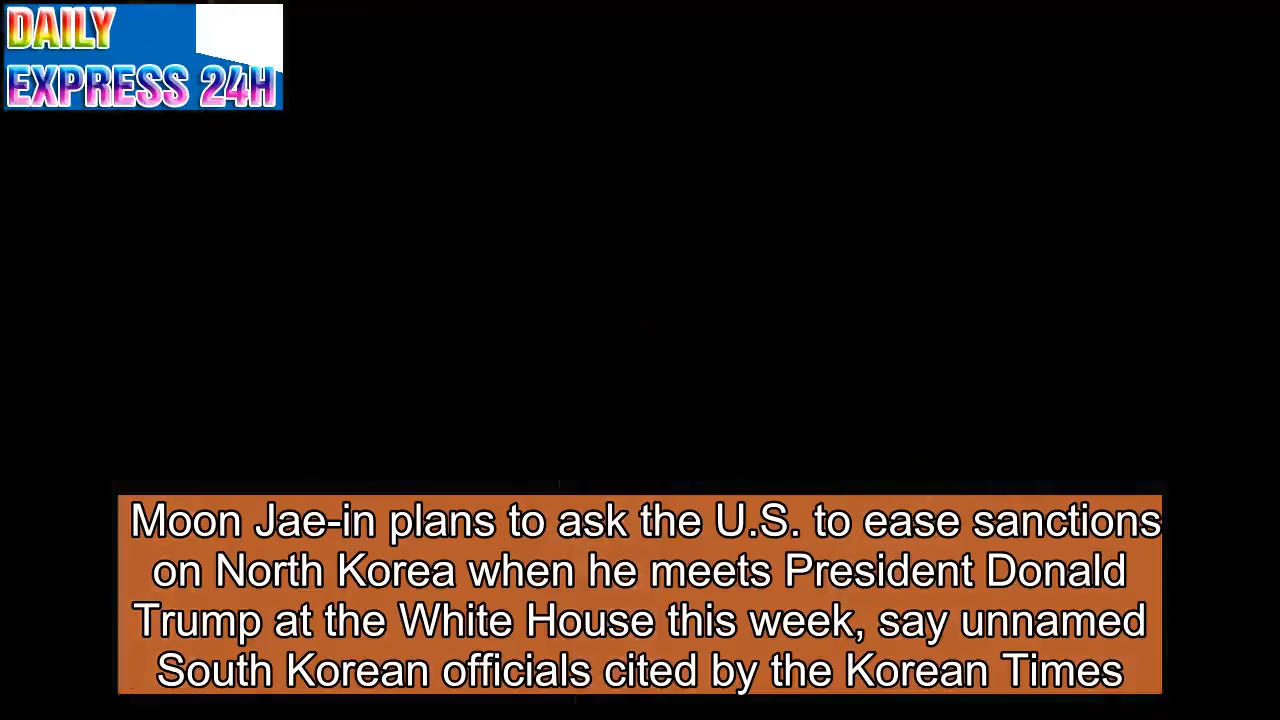 DAILY
EXPRESS 24H
Moon Jae-in plans to ask the U.S. to ease sanctions
on North Korea when he meets President Donald
Trump at the White House this week, say unnamed
South Korean officials cited by the Korean Times